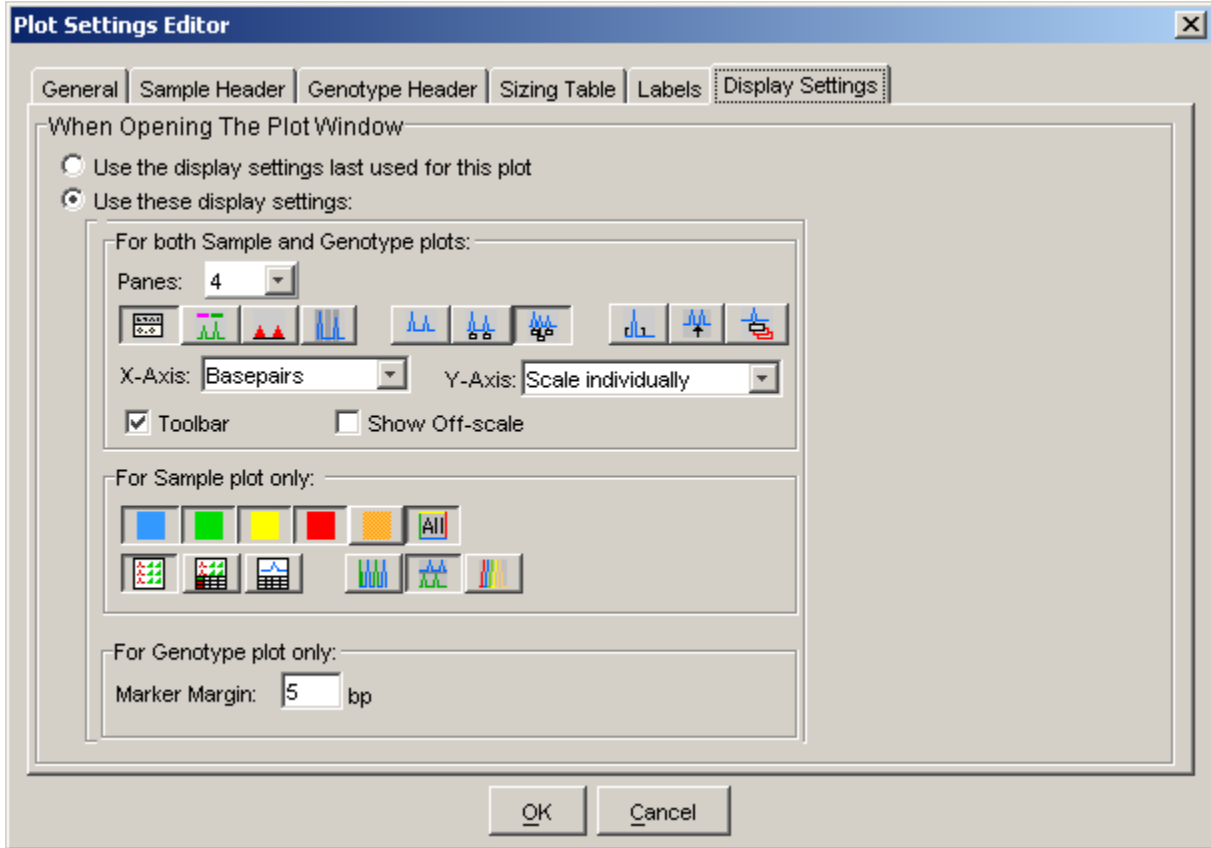 Plot Settings Editor
General Sample Header Genotype Header Sizing Table Labels Display Settings
When Opening The Plot Window
Use the display settings last used for this plot
Use these display settings:
For both Sample and Genotype plots:
Panes: 4
X-Axis: Basepairs Y-Axis: Scale individually
Toolbar Show Off-scale
For Sample plot only:
All
For Genotype plot only:
Marker Margin: 5 bp
OK Cancel